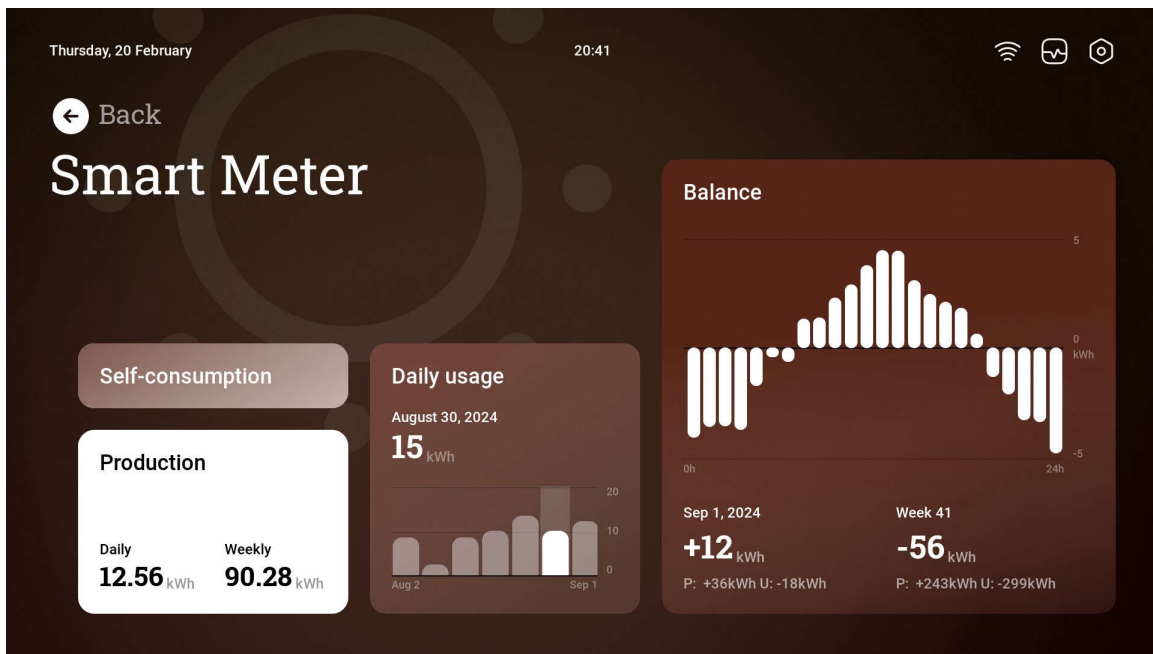 Thursday, 20 February
20:41
Back
Smart Meter
Self-consumption
Production
Daily
12.56 kWh
Weekly
90.28 kWh
Daily usage
August 30, 2024
15 kWh
20
10
0
Aug 2
Sep 1
Balance
5
0
kWh
-5
0h
24h
Sep 1, 2024
+12 kWh
P: +36kWh U: -18kWh
Week 41
-56 kWh
P: +243kWh U: -299kWh